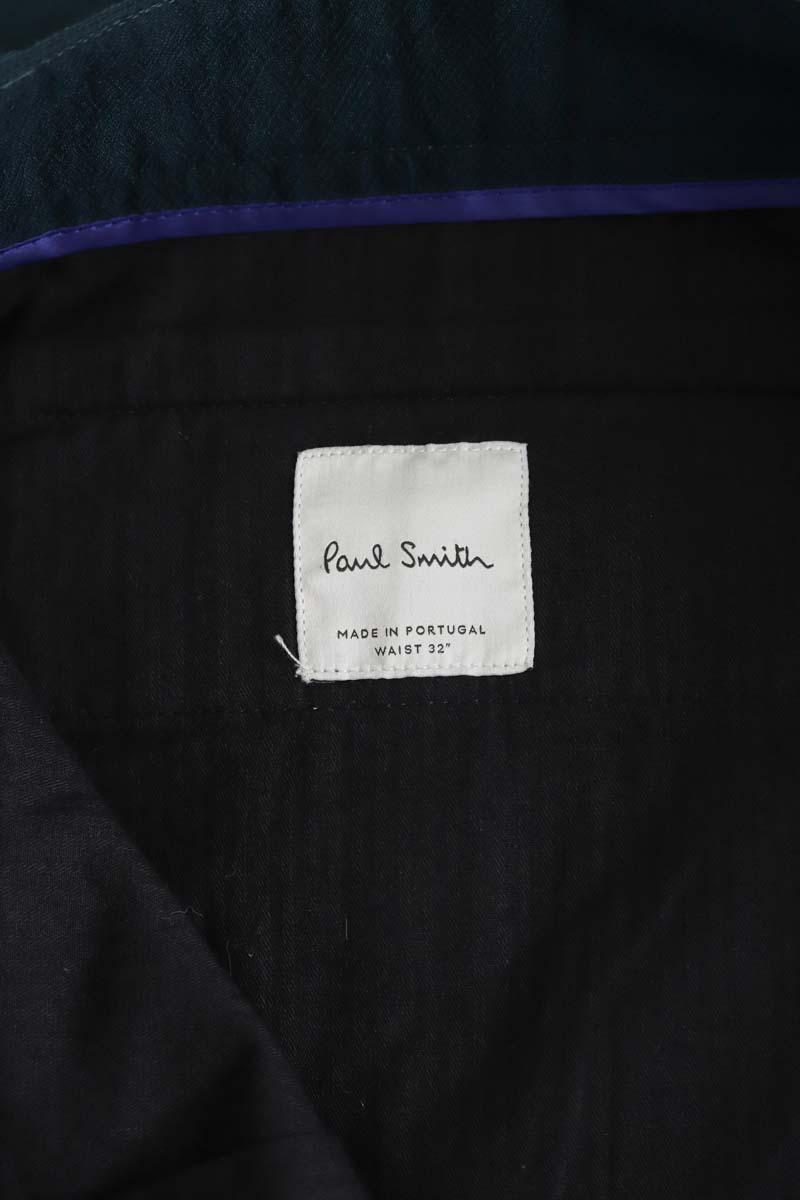 Paul Smith
MADE IN PORTUGAL
WAIST 32"